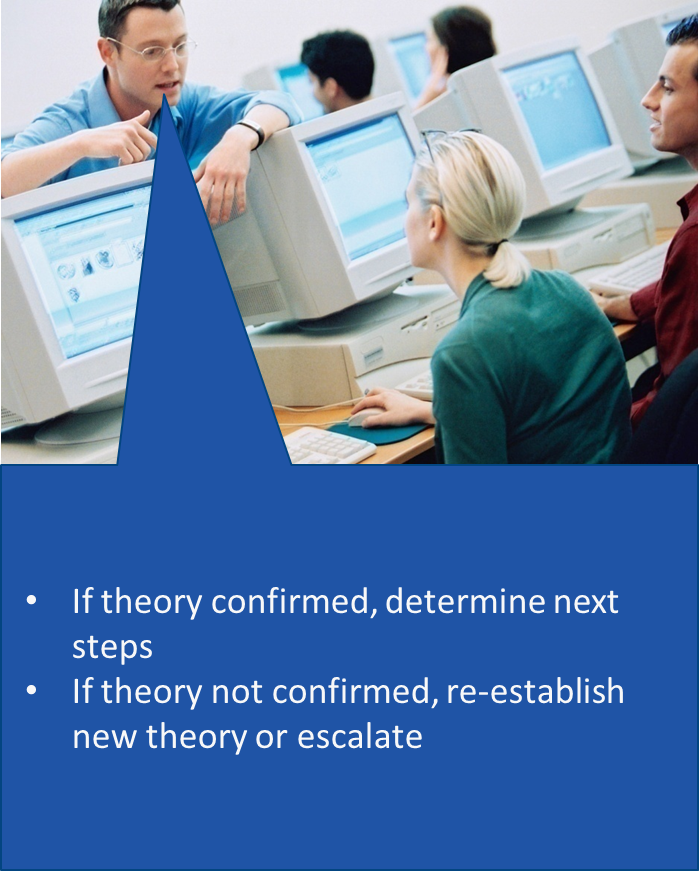 • If theory confirmed, determine next
steps
• If theory not confirmed, re-establish
new theory or escalate